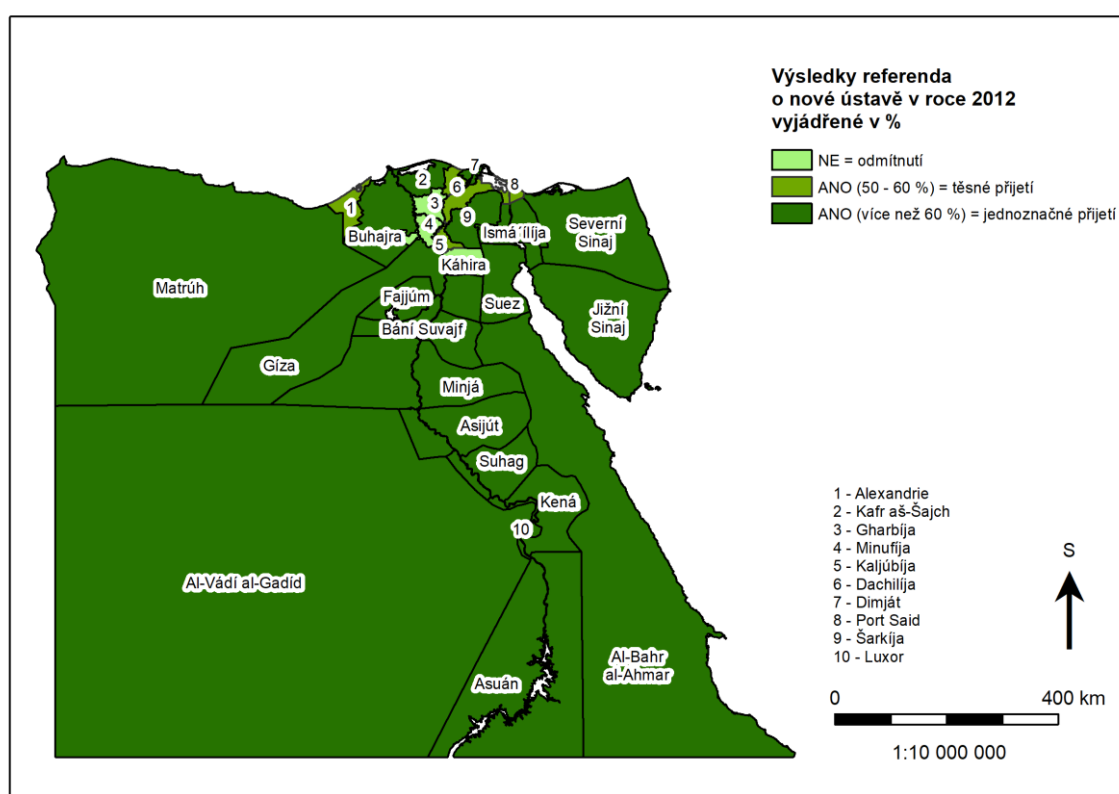 Výsledky referenda
o nové ústavě v roce 2012
vyjádřené v %
NE = odmítnutí
ANO (50 - 60 %) = těsné přijetí
ANO (více než 60 %) = jednoznačné přijetí
7
2
8
6
1
3
9
4
Ismá´ílíja
Severní
Sinaj
Buhajra
5
Káhira
Matrúh
Fajjúm
Suez
Jižní
Sinaj
Bání Suvajf
Gíza
Minjá
Asijút
Suhag
Kená
10
Al-Vádí al-Gadíd
Asuán
Al-Bahr
al-Ahmar
1 - Alexandrie
2 - Kafr aš-Šajch
3 - Gharbíja
4 - Minufíja
5 - Kaljúbíja
6 - Dachilíja
7 - Dimját
8 - Port Said
9 - Šarkíja
10 - Luxor
S
0 400 km
1:10 000 000